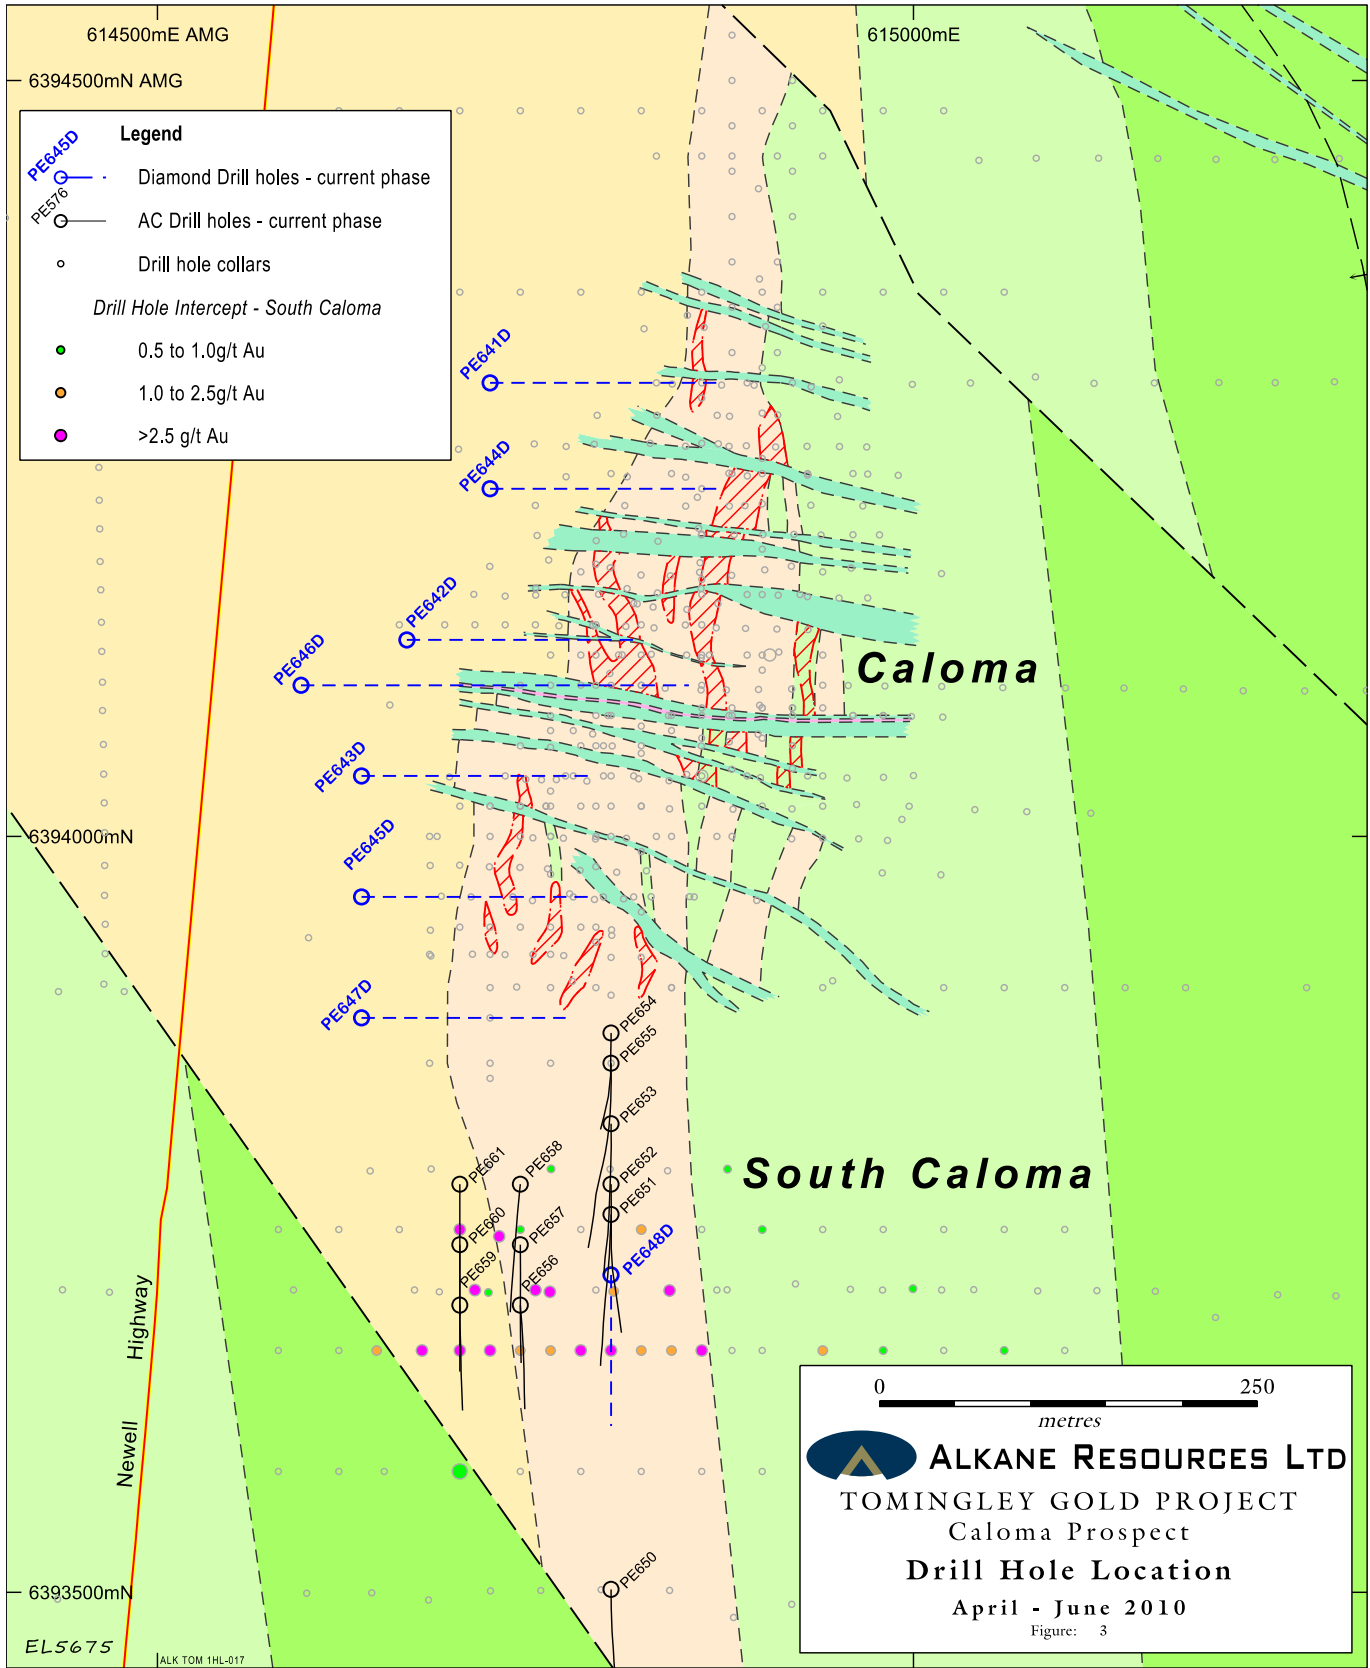 614500mE AMG
615000mE
6394500mN AMG
Legend
PE645D
Diamond Drill holes - current phase
PE576
AC Drill holes - current phase
Drill hole collars
Drill Hole Intercept - South Caloma
0.5 to 1.0g/t Au
1.0 to 2.5g/t Au
>2.5 g/t Au
PE641D
PE644D
PE642D
PE646D
Caloma
PE643D
PE645D
6394000mN
PE647D
PE654
PE655
PE653
PE661
PE658
PE652
South Caloma
PE651
PE660
PE657
PE648D
PE659
PE656
Newell Highway
0 250
metres
ALKANE RESOURCES LTD
TOMINGLEY GOLD PROJECT
Caloma Prospect
Drill Hole Location
April - June 2010
Figure: 3
PE650
6393500mN
EL5675
ALK TOM 1HL-017